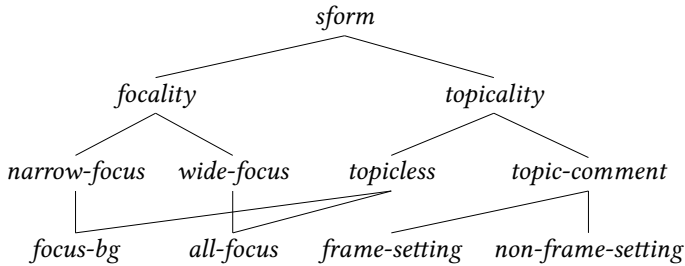 sform
focality topicality
narrow-focus wide-focus topicless topic-comment
focus-bg all-focus frame-setting non-frame-setting